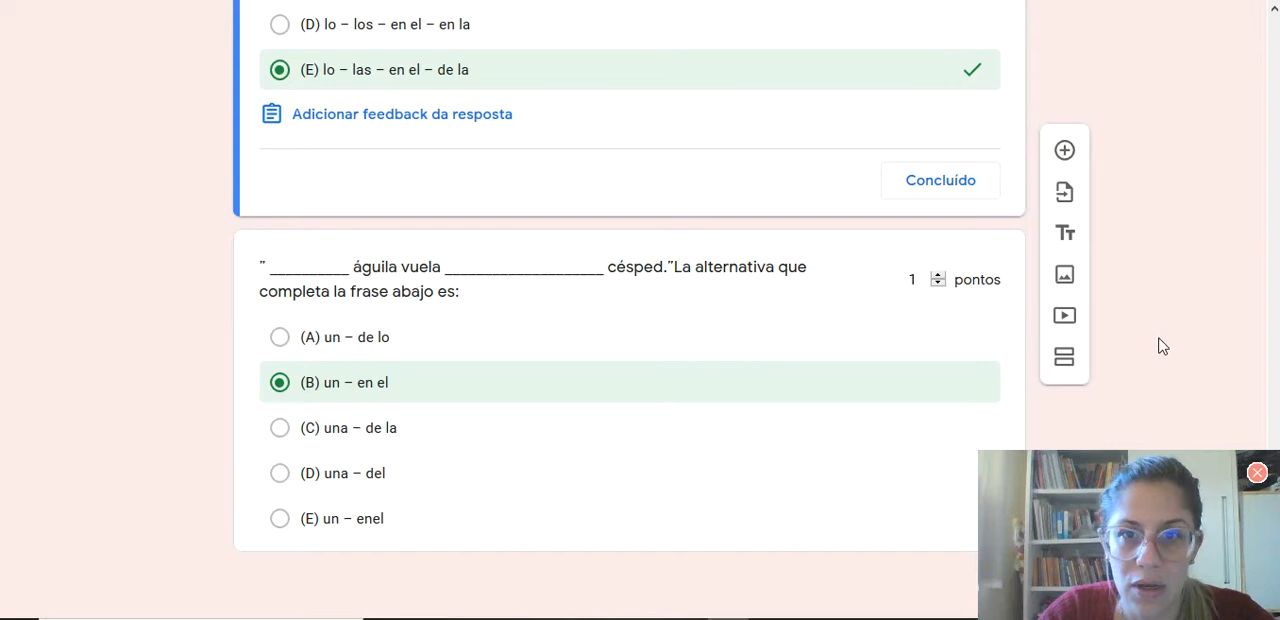 (D) lo – los – en el – en la
(E) lo – las – en el – de la
Adicionar feedback da resposta
Concluído
" __________ águila vuela ____________________ césped."La alternativa que
completa la frase abajo es:
1 pontos
(A) un – de lo
(B) un – en el
(C) una – de la
(D) una – del
(E) un – enel
Tт